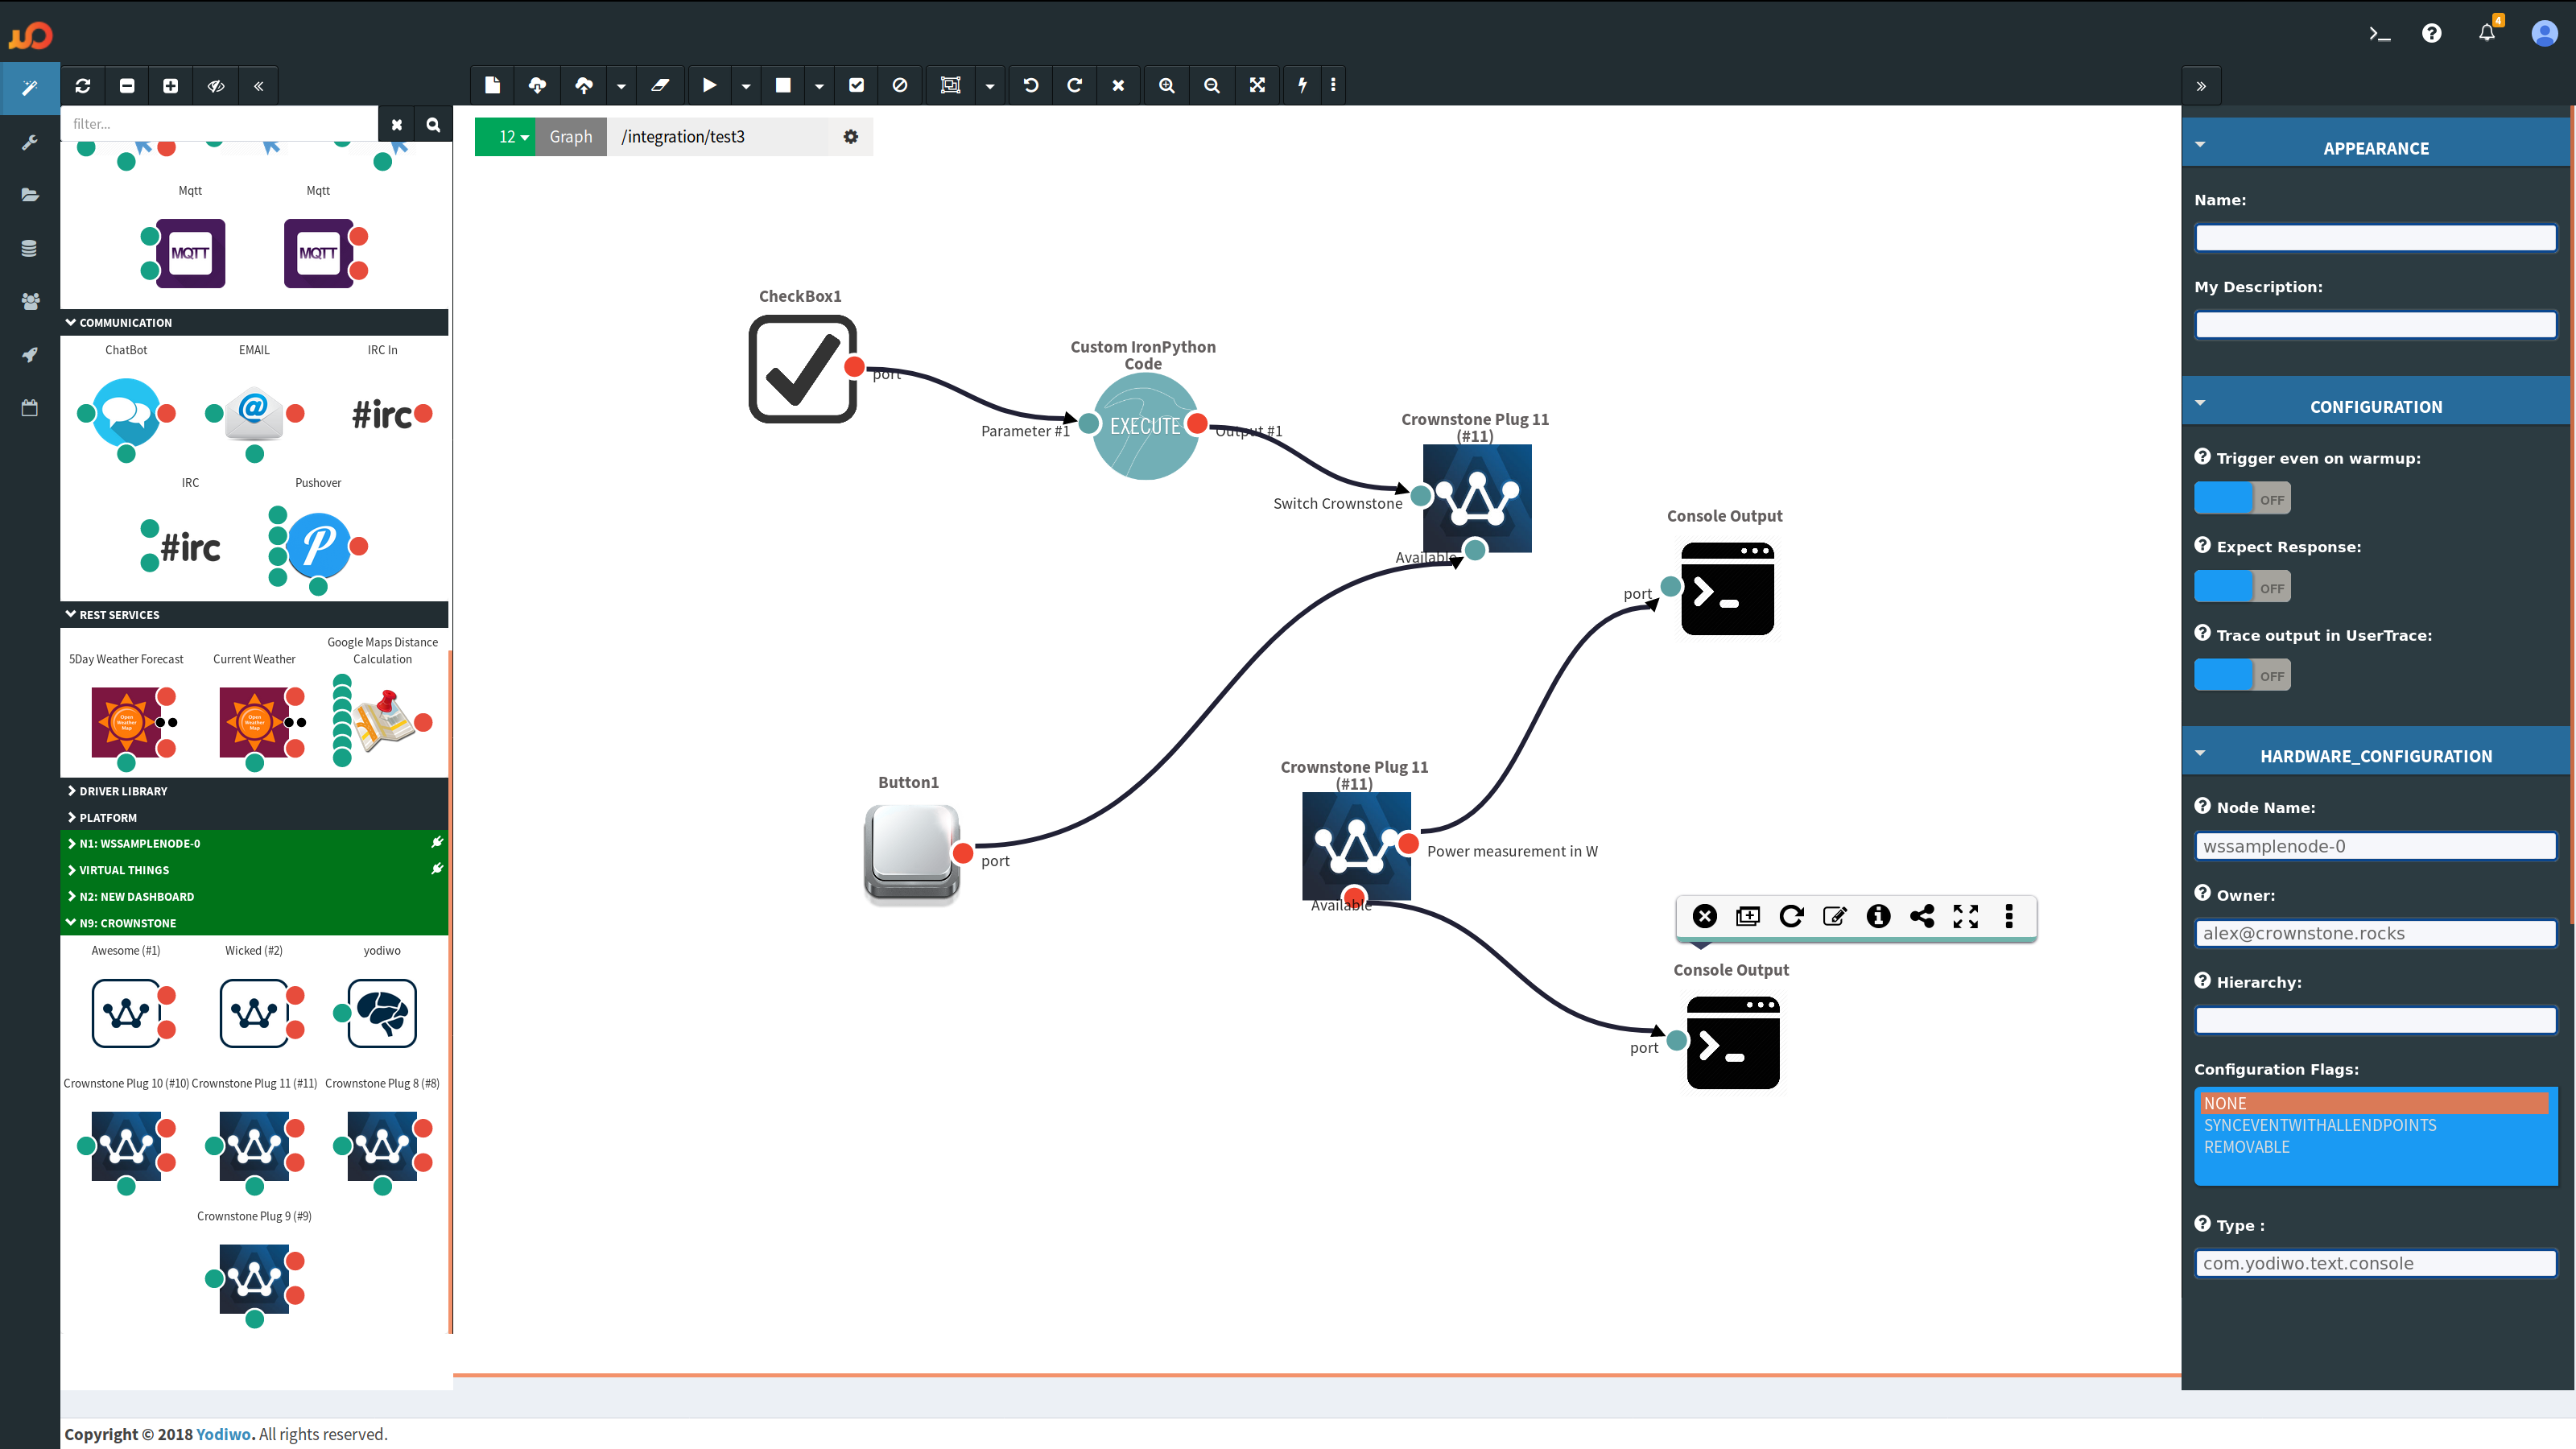 4
filter...
12
Graph
/integration/test3
Mqtt
Mqtt
MQTT
MQTT
COMMUNICATION
ChatBot
EMAIL
IRC In
@
#irc
IRC
Pushover
#irc
REST SERVICES
5Day Weather Forecast
Current Weather
Google Maps Distance
Calculation
Open
Weather
Map
Open
Weather
Map
DRIVER LIBRARY
PLATFORM
N1: WSSAMPLENODE-0
VIRTUAL THINGS
N2: NEW DASHBOARD
N9: CROWNSTONE
Awesome (#1)
Wicked (#2)
yodiwo
Crownstone Plug 10 (#10)
Crownstone Plug 11 (#11)
Crownstone Plug 8 (#8)
Crownstone Plug 9 (#9)
CheckBox1
port
Custom IronPython
Code
Parameter #1
EXECUTE
Output #1
Crownstone Plug 11
(#11)
Switch Crownstone
Available
Console Output
port
Button1
port
Crownstone Plug 11
(#11)
Power measurement in W
Available
Console Output
port
APPEARANCE
Name:
My Description:
CONFIGURATION
Trigger even on warmup:
OFF
Expect Response:
OFF
Trace output in UserTrace:
OFF
HARDWARE_CONFIGURATION
Node Name:
wssamplenode-0
Owner:
alex@crownstone.rocks
Hierarchy:
Configuration Flags:
NONE
SYNCEVENTWITHALLENDPOINTS
REMOVABLE
Type :
com.yodiwo.text.console
Copyright © 2018 Yodiwo. All rights reserved.